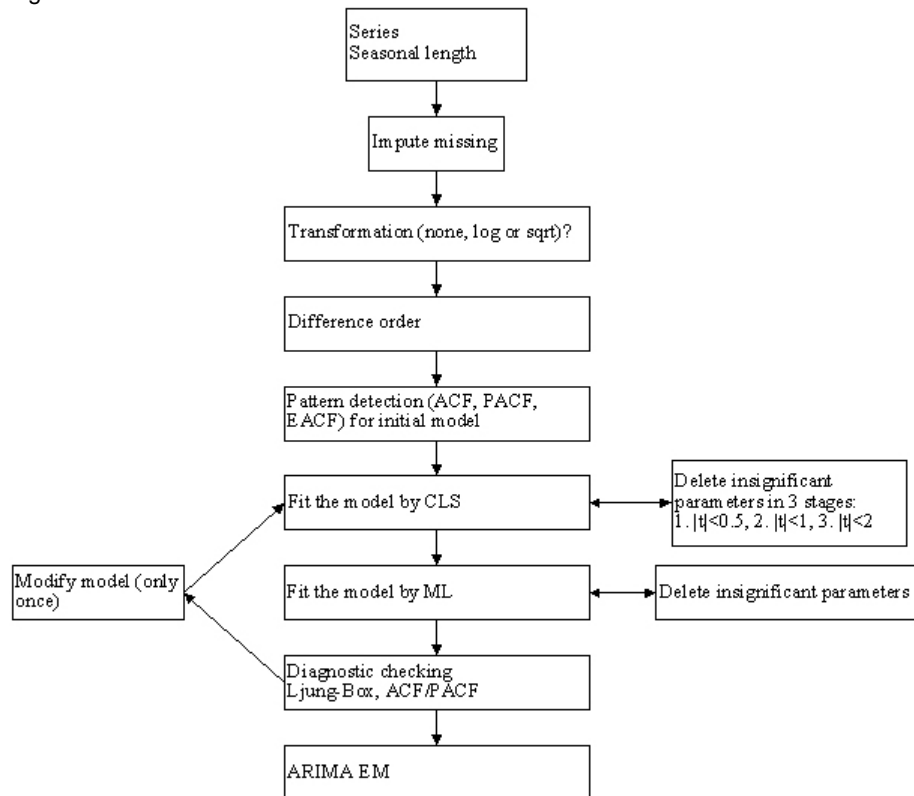 Series
Seasonal length
Impute missing
Transformation (none, log or sqrt)?
Difference order
Pattern detection (ACF, PACF,
EACF) for initial model
Fit the model by CLS
Delete insignificant
parameters in 3 stages:
1. |t|<0.5, 2. |t|<1, 3. |t|<2
Modify model (only
once)
Fit the model by ML
Delete insignificant parameters
Diagnostic checking
Ljung-Box, ACF/PACF
ARIMA EM